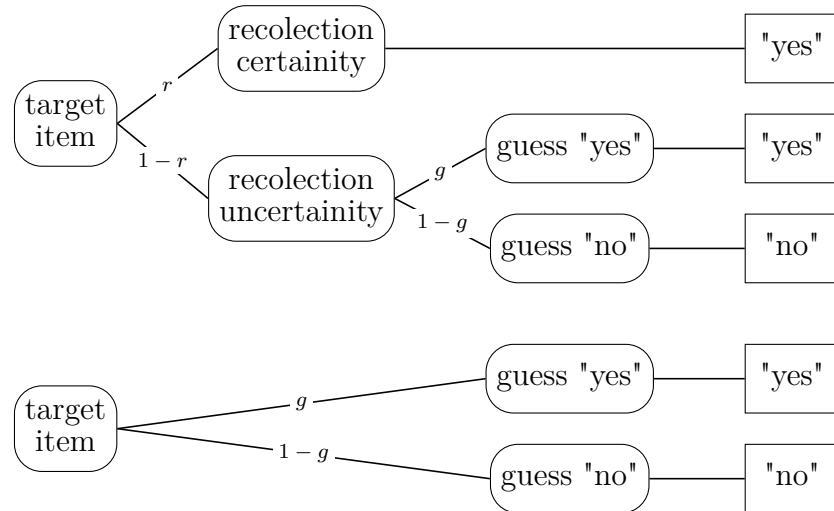 recolection
certainity
"yes"
r
target
item
1 − r
recolection
uncertainity
g
guess "yes"
"yes"
1 − g
guess "no"
"no"
target
item
g
guess "yes"
"yes"
1 − g
guess "no"
"no"